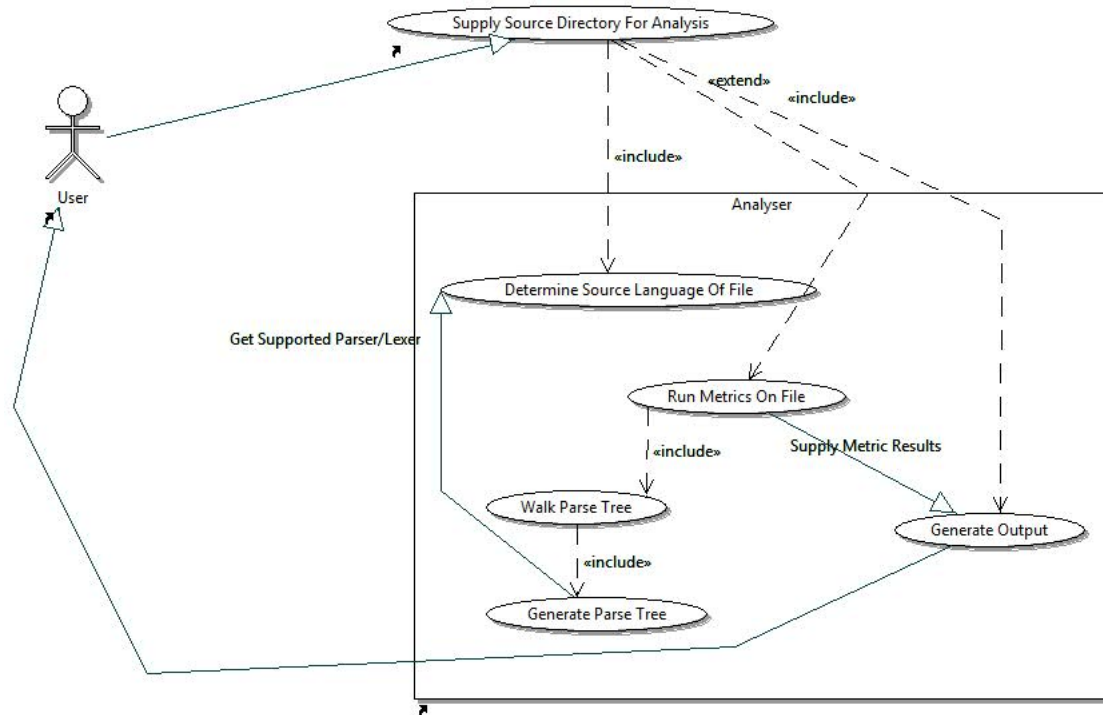 Supply Source Directory For Analysis
«extend»
«include»
«include»
User
Analyser
Determine Source Language Of File
Get Supported Parser/Lexer
Run Metrics On File
Supply Metric Results
«include»
Walk Parse Tree
Generate Output
«include»
Generate Parse Tree